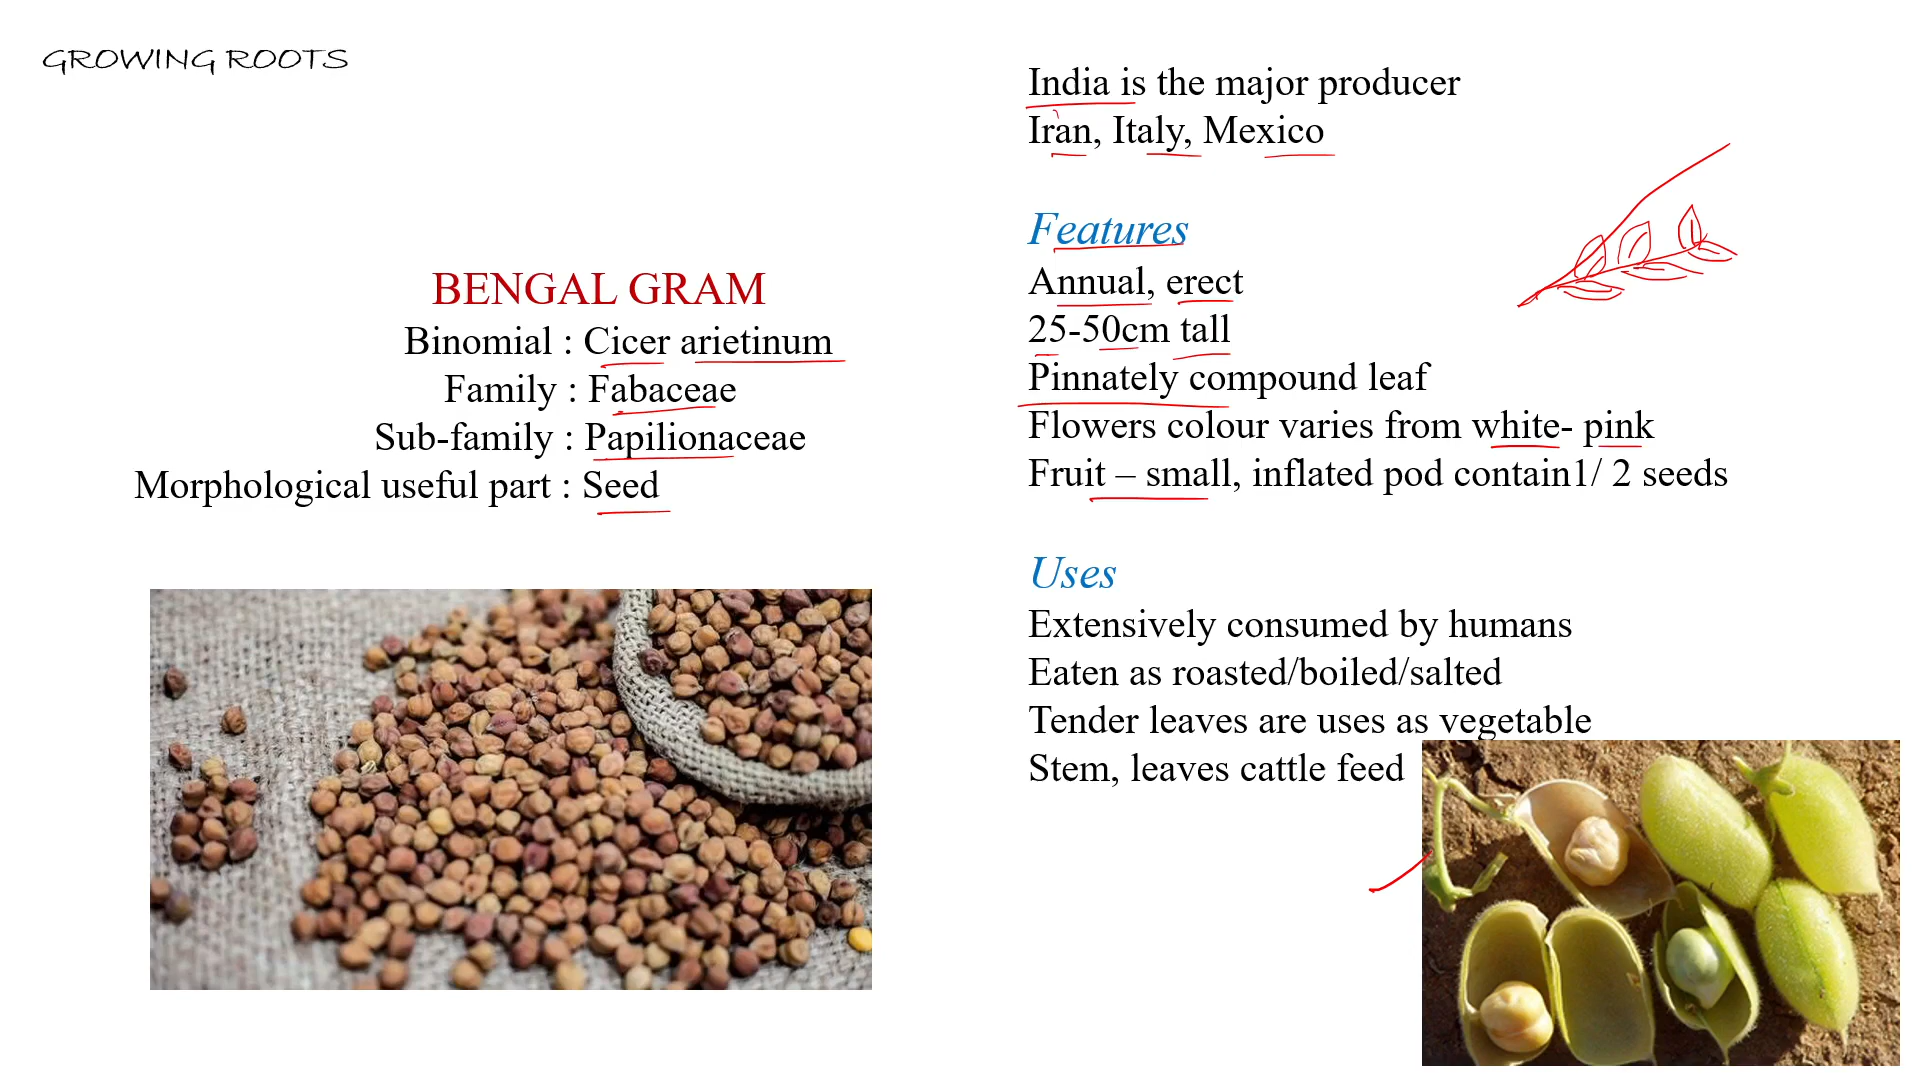 GROWING ROOTS
BENGAL GRAM
Binomial : Cicer arietinum
Family : Fabaceae
Sub-family : Papilionaceae
Morphological useful part : Seed
India is the major producer
Iran, Italy, Mexico
Features
Annual, erect
25-50cm tall
Pinnately compound leaf
Flowers colour varies from white- pink
Fruit – small, inflated pod contain1/ 2 seeds
Uses
Extensively consumed by humans
Eaten as roasted/boiled/salted
Tender leaves are uses as vegetable
Stem, leaves cattle feed